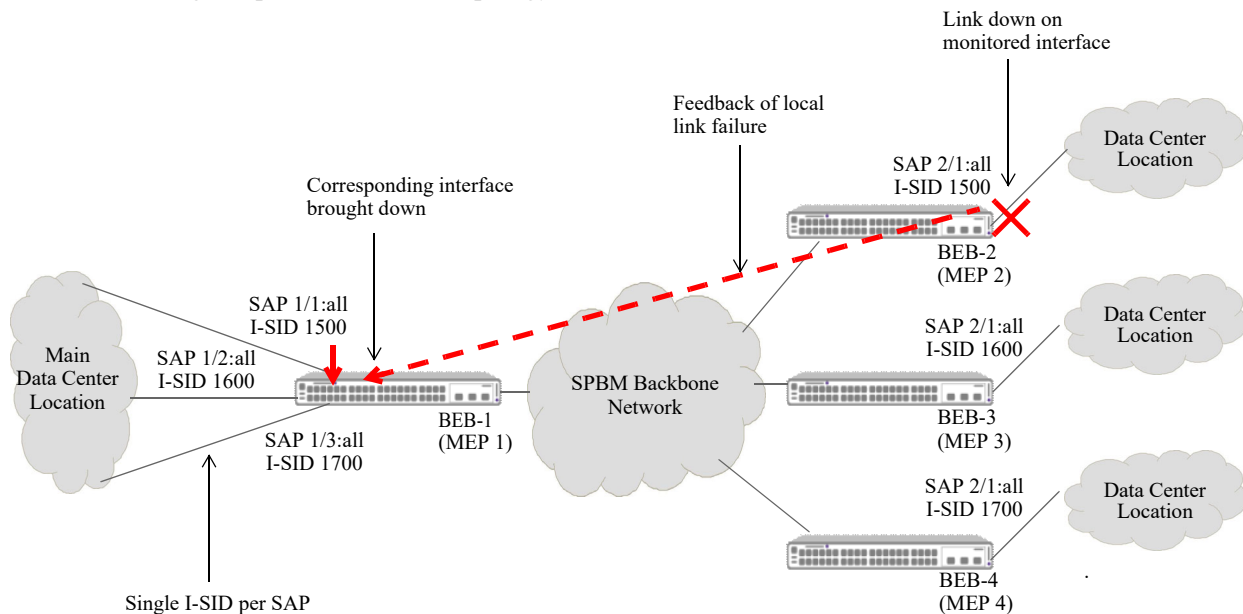 Link down on
monitored interface
Feedback of local
link failure
Data Center
Location
SAP 2/1:all
I-SID 1500
Corresponding interface
brought down
BEB-2
(MEP 2)
SAP 1/1:all
I-SID 1500
Main
Data Center
Location
SAP 1/2:all
I-SID 1600
SPBM Backbone
Network
SAP 2/1:all
I-SID 1600
Data Center
Location
BEB-1
(MEP 1)
BEB-3
(MEP 3)
SAP 1/3:all
I-SID 1700
SAP 2/1:all
I-SID 1700
Data Center
Location
BEB-4
(MEP 4)
.
Single I-SID per SAP